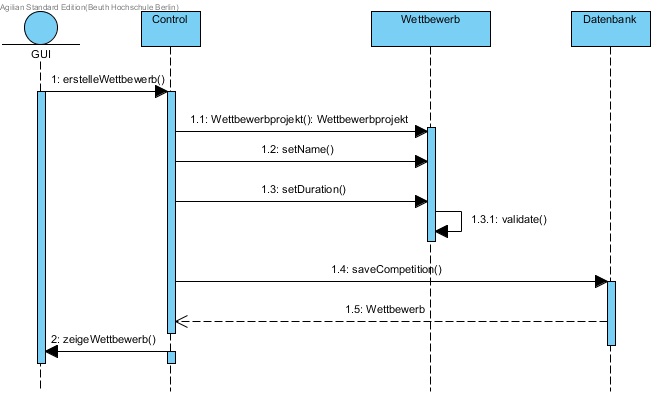 Agilian Standard Edition(Beuth Hochschule Berlin)
Control
Wettbewerb
Datenbank
GUI
1: erstelleWettbewerb()
1.1: Wettbewerbprojekt(): Wettbewerbprojekt
1.2: setName()
1.3: setDuration()
1.3.1: validate()
1.4: saveCompetition()
1.5: Wettbewerb
2: zeigeWettbewerb()